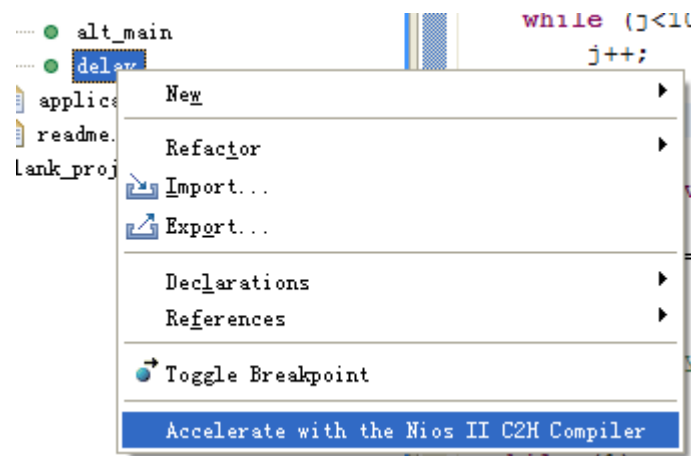 alt_main
while (j<10
delay
j++;
applica
New
readme.
Refactor
lank_proj
Import...
Export...
Declarations
References
Toggle Breakpoint
Accelerate with the Nios II C2H Compiler